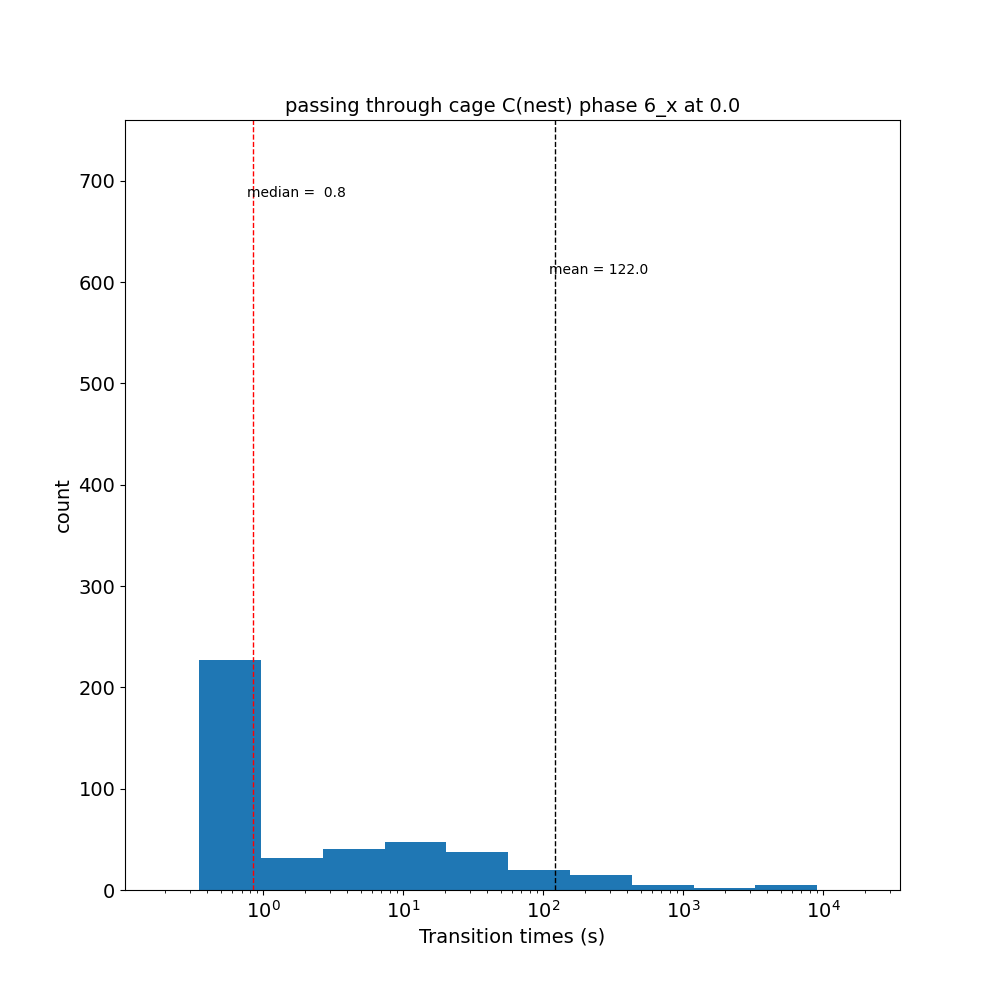 passing through cage C(nest) phase 6_x at 0.0
700
median =  0.8
mean = 122.0
600
500
400
count
300
200
100
0
10⁰ 10¹ 10² 10³ 10⁴
Transition times (s)